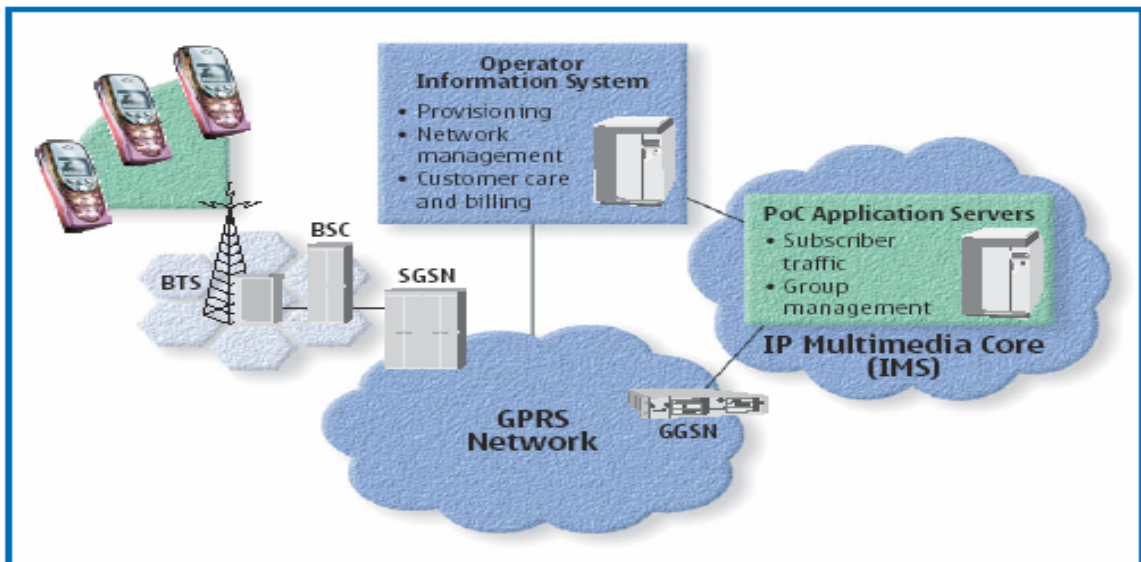 Operator
Information System
• Provisioning
• Network
management
• Customer care
and billing
BSC
BTS
SGSN
PoC Application Servers
• Subscriber
traffic
• Group
management
IP Multimedia Core
(IMS)
GPRS
Network
GGSN